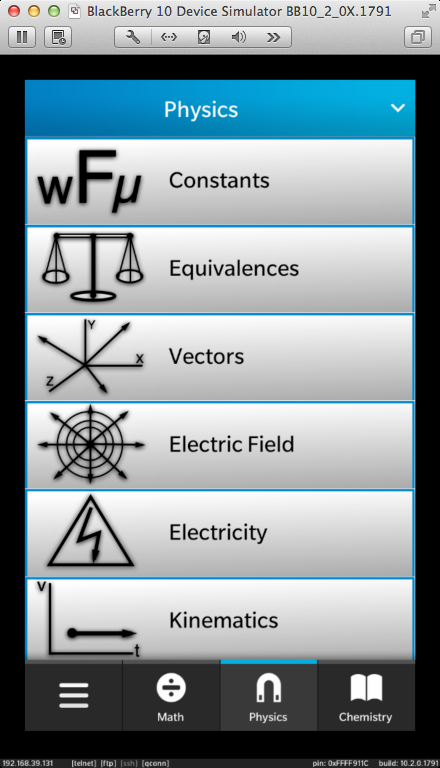 BlackBerry 10 Device Simulator BB10_2_0X.1791
Physics
wFμ
Constants
Equivalences
Y
X
Z
Vectors
Electric Field
Electricity
v
t
Kinematics
Math
Physics
Chemistry
192.168.39.131 [telnet] [ftp] [ssh] [qconn] pin: 0xFFFF911C build: 10.2.0.1791